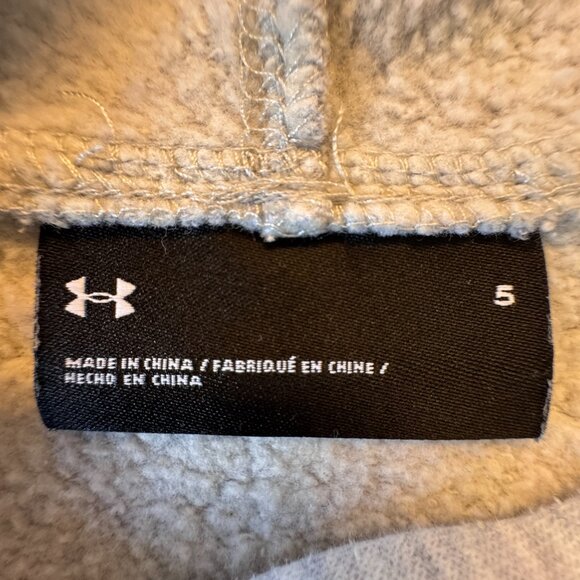 5
MADE IN CHINA / FABRIQUÉ EN CHINE /
HECHO EN CHINA